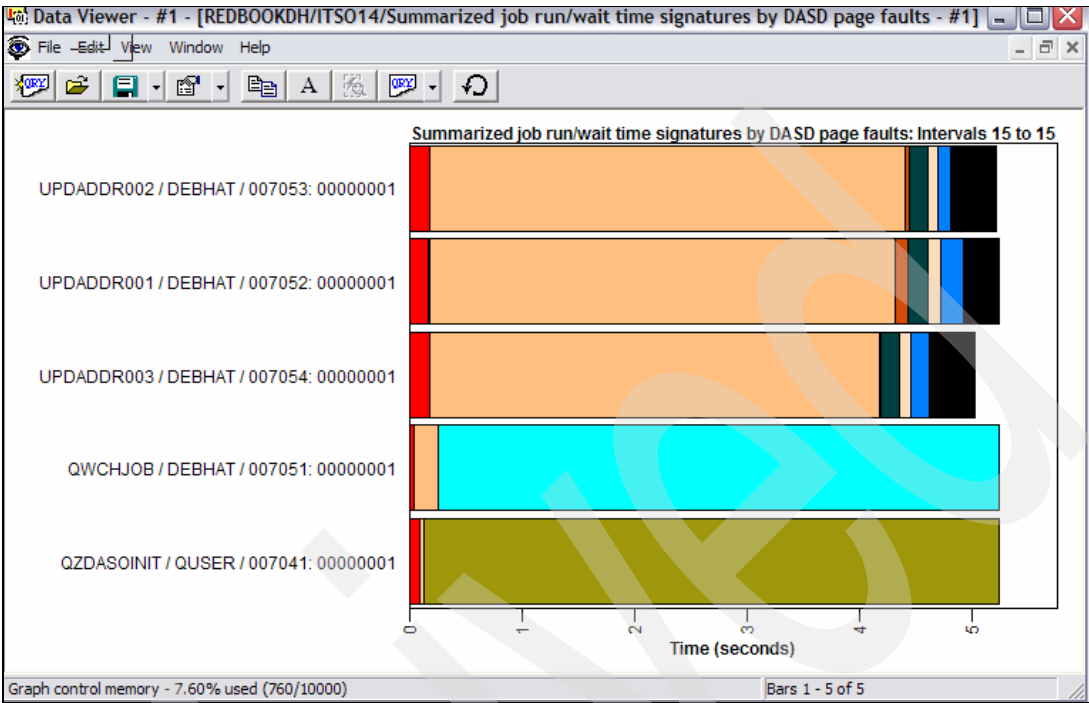 Data Viewer - #1 - [REDBOOKDH/ITSO14/Summarized job run/wait time signatures by DASD page faults - #1]
File Edit View Window Help
QRY A QRY
Summarized job run/wait time signatures by DASD page faults: Intervals 15 to 15
UPDADDR002 / DEBHAT / 007053: 00000001
UPDADDR001 / DEBHAT / 007052: 00000001
UPDADDR003 / DEBHAT / 007054: 00000001
QWCHJOB / DEBHAT / 007051: 00000001
QZDASOINIT / QUSER / 007041: 00000001
0 1 2 3 4 5
Time (seconds)
Graph control memory - 7.60% used (760/10000) Bars 1 - 5 of 5